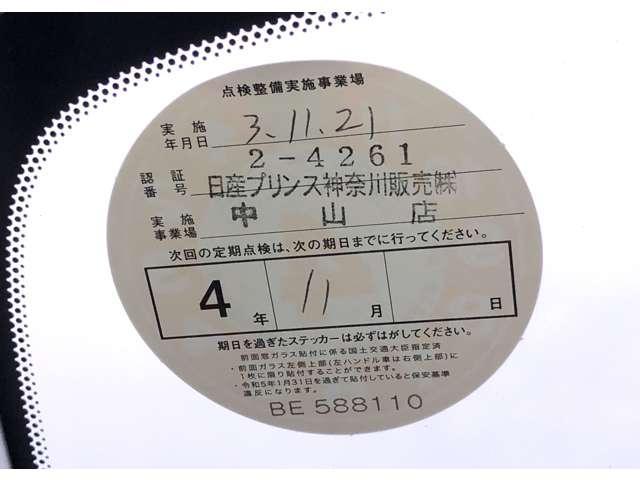 点検整備実施事業場
実施年月日 3.11.21
認証番号 2-4261
日産プリンス神奈川販売㈱
実施事業場 中山店
次回の定期点検は、次の期日までに行ってください。
4年 11月 日
期日を過ぎたステッカーは必ずはがしてください。
前面窓ガラス貼付に係る国土交通大臣指定済
・前面ガラス左側上部(左ハンドル車は右側上部)に
1枚に限り貼付することができます。
・令和5年1月31日を過ぎて貼付していると保安基準
違反になります。
BE 588110